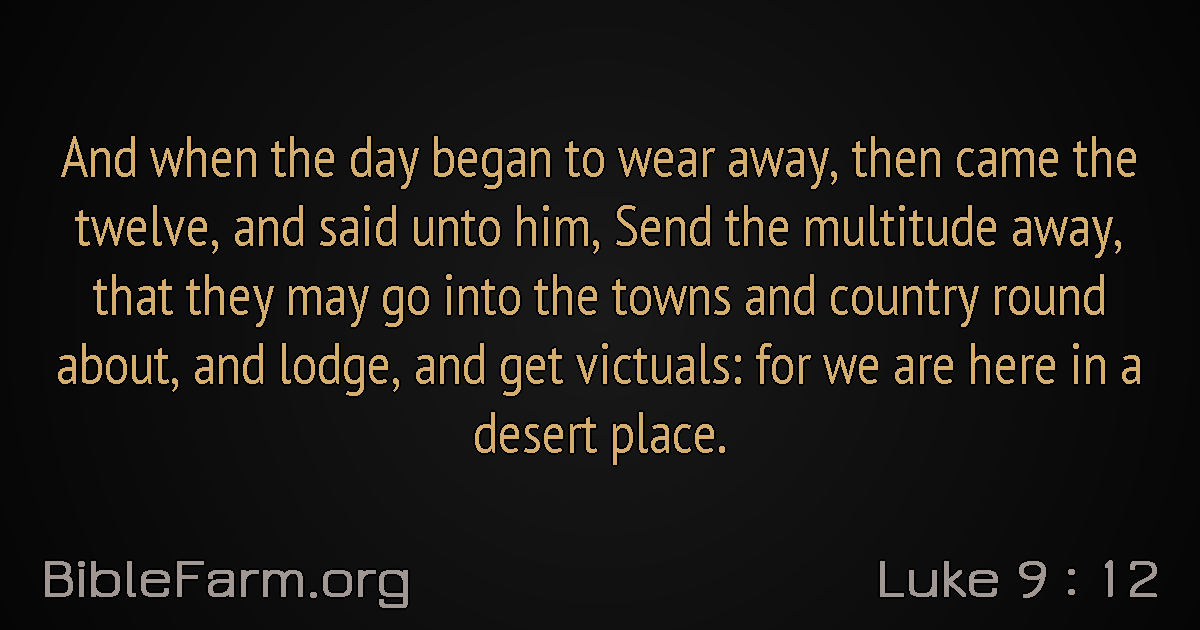 And when the day began to wear away, then came the
twelve, and said unto him, Send the multitude away,
that they may go into the towns and country round
about, and lodge, and get victuals: for we are here in a
desert place.
BibleFarm.org
Luke 9 : 12